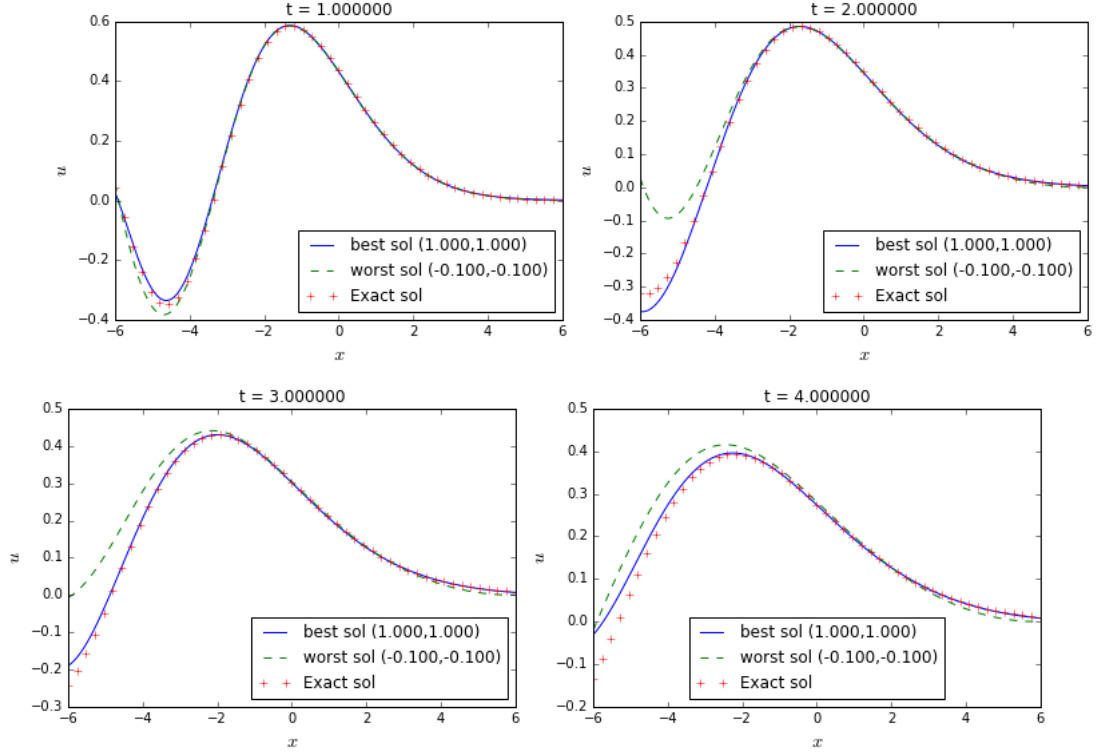 t = 1.000000
0.6
0.4
0.2
0.0
−0.2
−0.4
u
−6 −4 −2 0 2 4 6
x
best sol (1.000,1.000)
worst sol (-0.100,-0.100)
Exact sol
t = 2.000000
0.5
0.4
0.3
0.2
0.1
0.0
−0.1
−0.2
−0.3
−0.4
u
−6 −4 −2 0 2 4 6
x
best sol (1.000,1.000)
worst sol (-0.100,-0.100)
Exact sol
t = 3.000000
0.5
0.4
0.3
0.2
0.1
0.0
−0.1
−0.2
−0.3
u
−6 −4 −2 0 2 4 6
x
best sol (1.000,1.000)
worst sol (-0.100,-0.100)
Exact sol
t = 4.000000
0.5
0.4
0.3
0.2
0.1
0.0
−0.1
−0.2
u
−6 −4 −2 0 2 4 6
x
best sol (1.000,1.000)
worst sol (-0.100,-0.100)
Exact sol